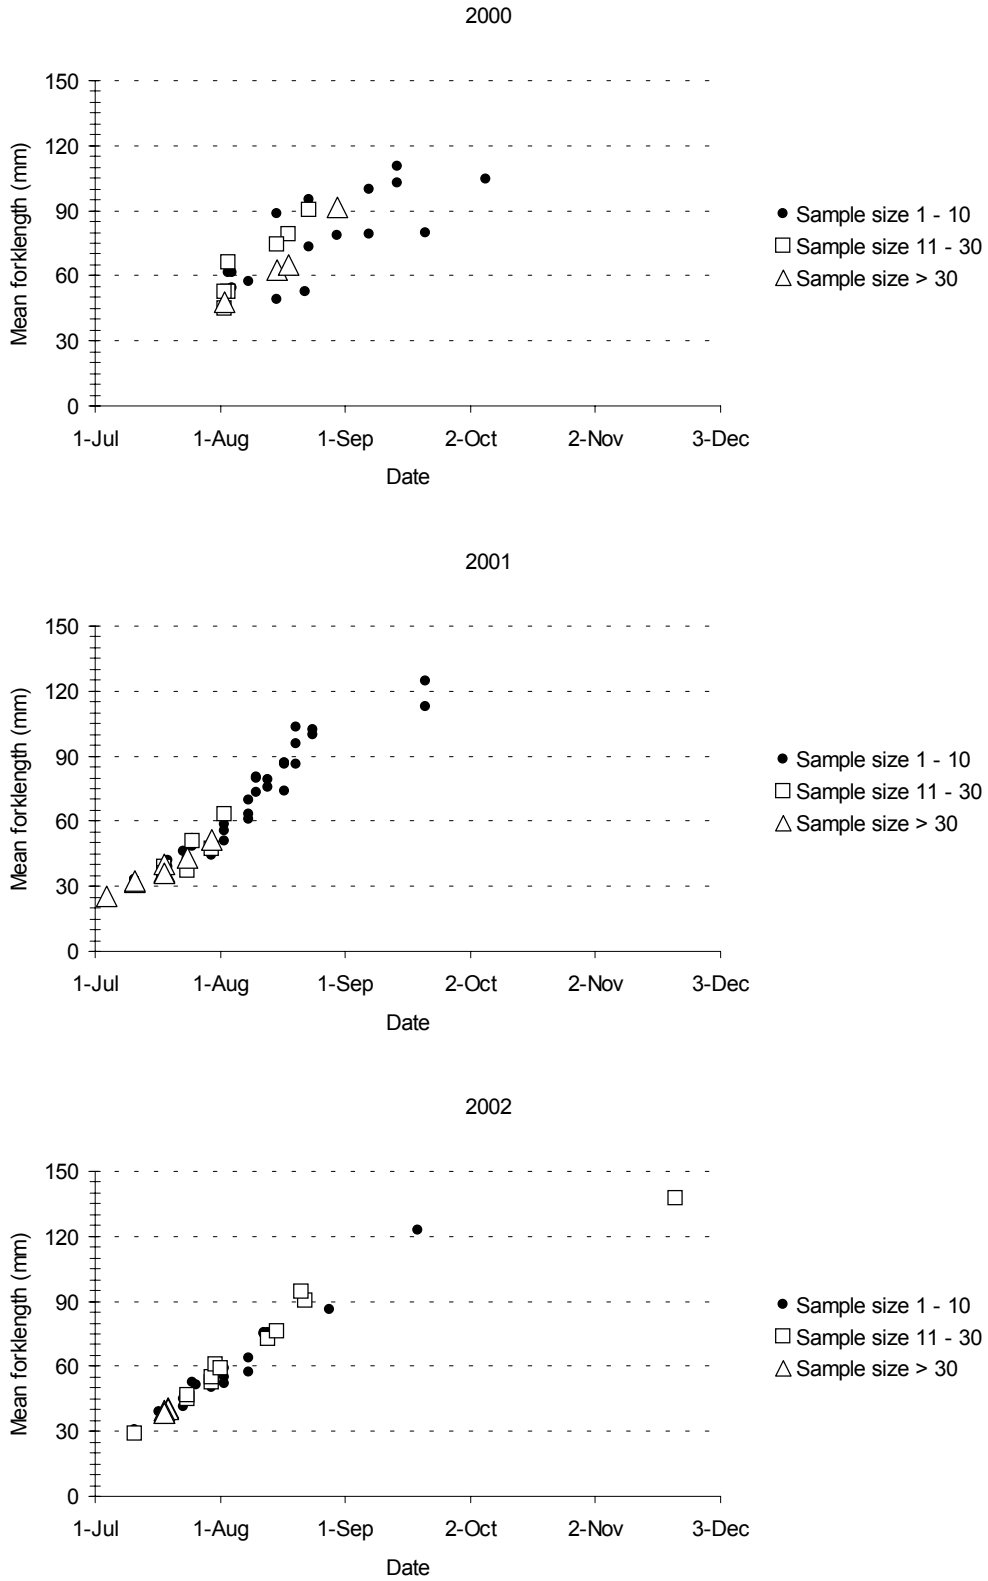 2000
150
120
90
60
30
0
Mean forklength (mm)
1-Jul 1-Aug 1-Sep 2-Oct 2-Nov 3-Dec
Date
Sample size 1 - 10
Sample size 11 - 30
Sample size > 30
2001
150
120
90
60
30
0
Mean forklength (mm)
1-Jul 1-Aug 1-Sep 2-Oct 2-Nov 3-Dec
Date
Sample size 1 - 10
Sample size 11 - 30
Sample size > 30
2002
150
120
90
60
30
0
Mean forklength (mm)
1-Jul 1-Aug 1-Sep 2-Oct 2-Nov 3-Dec
Date
Sample size 1 - 10
Sample size 11 - 30
Sample size > 30